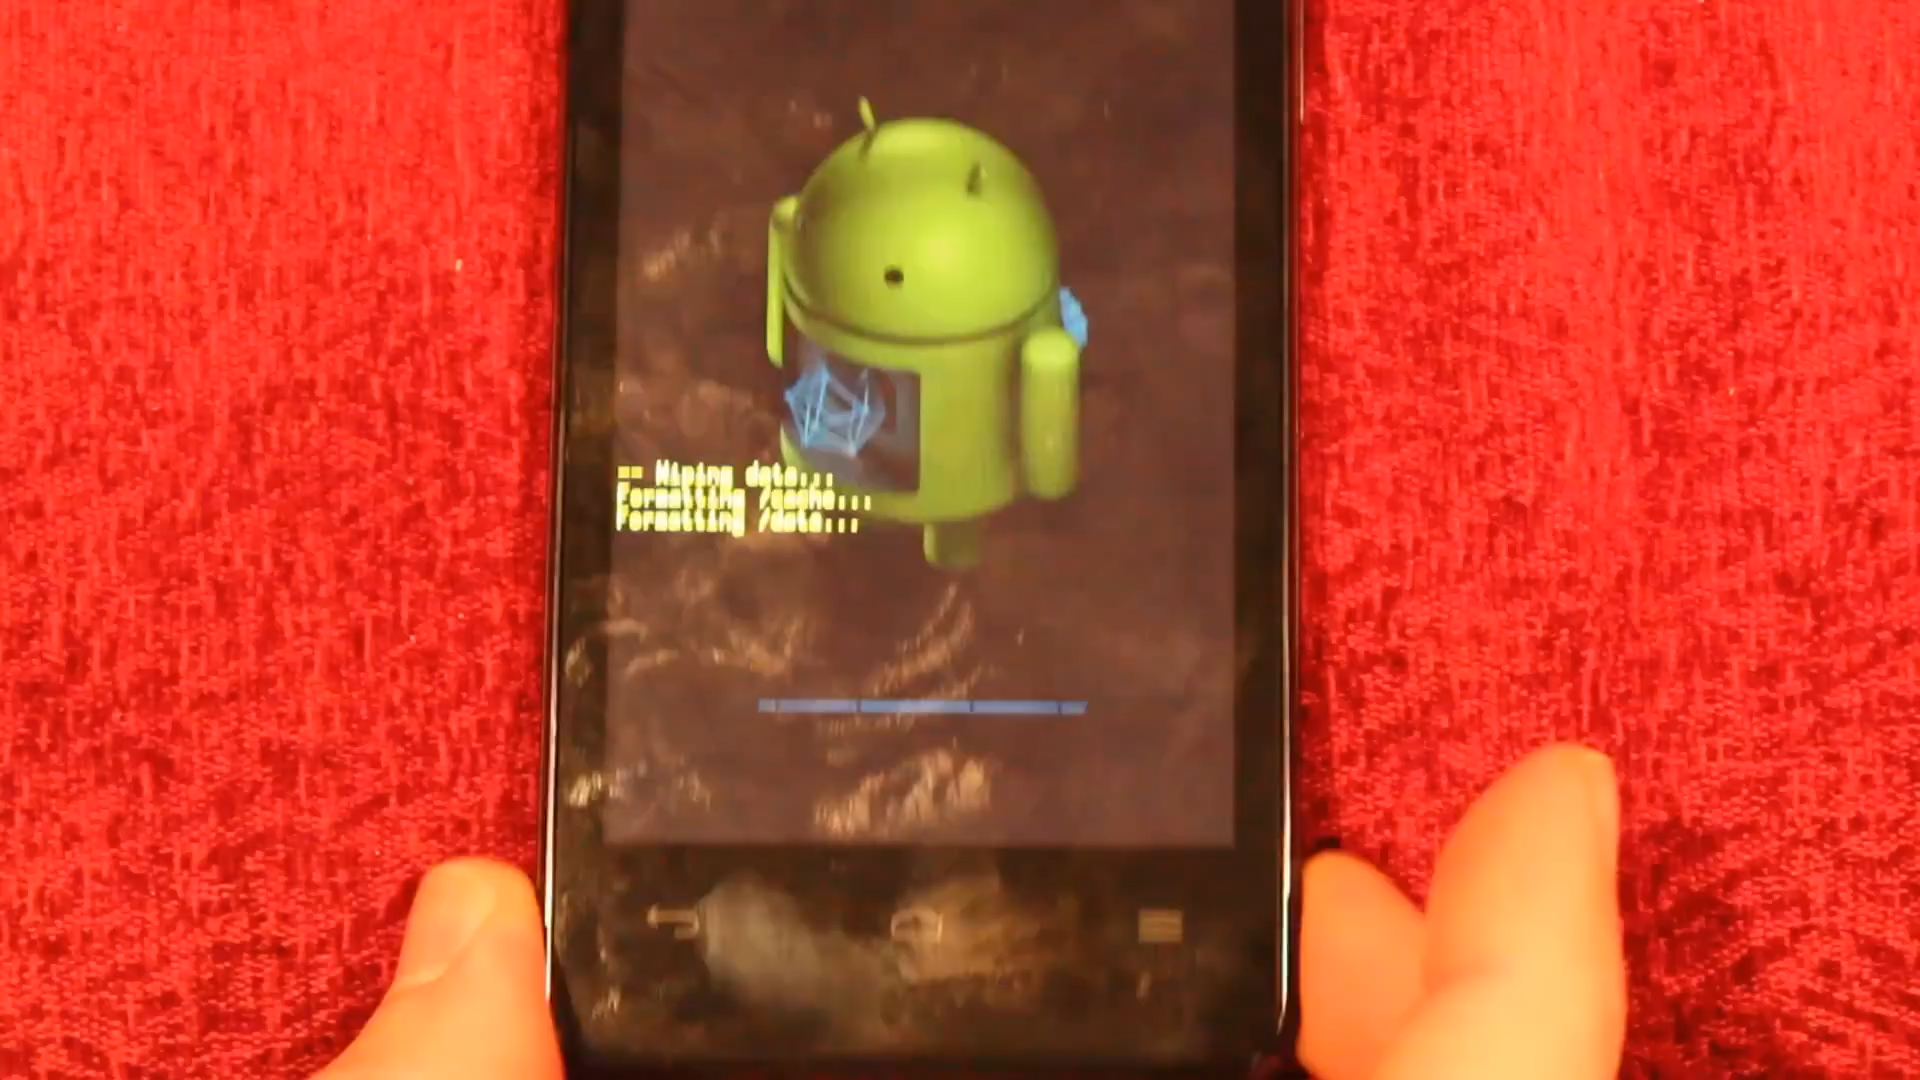 -- Wiping data...
Formatting /cache...
Formatting /data...